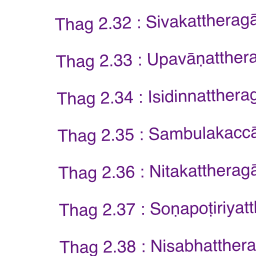 Thag 2.32 : Sivakattheragā
Thag 2.33 : Upavāṇatthera
Thag 2.34 : Isidinnattherag
Thag 2.35 : Sambulakaccā
Thag 2.36 : Nitakattheragā
Thag 2.37 : Soṇapoṭiriyatt
Thag 2.38 : Nisabhatthera